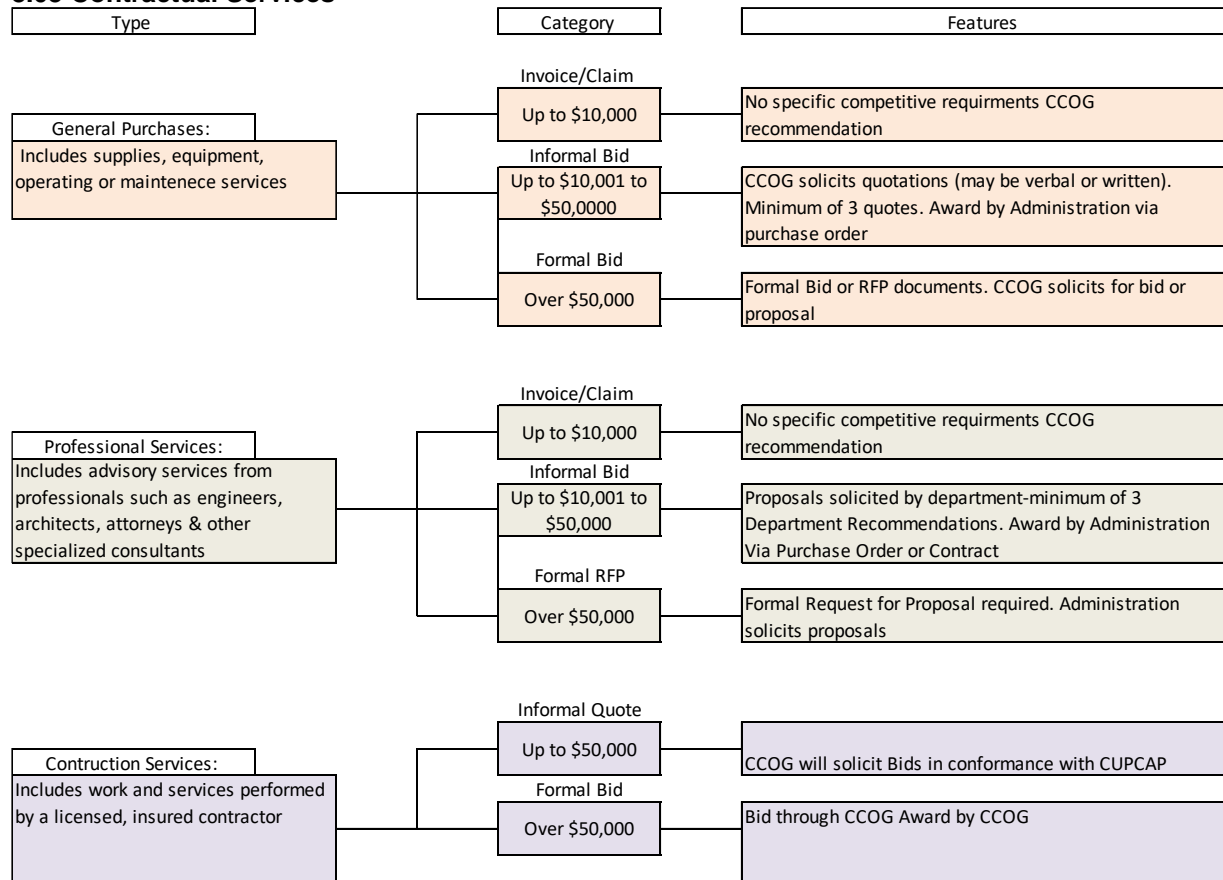 Contractual Services
Type
Category
Features
General Purchases:
Includes supplies, equipment,
operating or maintenece services
Invoice/Claim
Up to $10,000
No specific competitive requirments CCOG
recommendation
Informal Bid
Up to $10,001 to
$50,0000
CCOG solicits quotations (may be verbal or written).
Minimum of 3 quotes. Award by Administration via
purchase order
Formal Bid
Over $50,000
Formal Bid or RFP documents. CCOG solicits for bid or
proposal
Professional Services:
Includes advisory services from
professionals such as engineers,
architects, attorneys & other
specialized consultants
Invoice/Claim
Up to $10,000
No specific competitive requirments CCOG
recommendation
Informal Bid
Up to $10,001 to
$50,000
Proposals solicited by department-minimum of 3
Department Recommendations. Award by Administration
Via Purchase Order or Contract
Formal RFP
Over $50,000
Formal Request for Proposal required. Administration
solicits proposals
Contruction Services:
Includes work and services performed
by a licensed, insured contractor
Informal Quote
Up to $50,000
CCOG will solicit Bids in conformance with CUPCAP
Formal Bid
Over $50,000
Bid through CCOG Award by CCOG